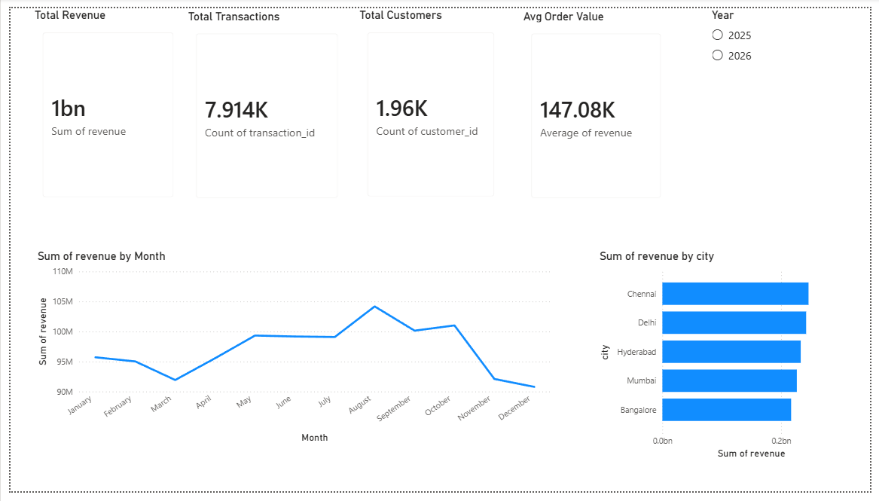 Total Revenue
Total Transactions
Total Customers
Avg Order Value
Year
2025
2026
1bn
Sum of revenue
7.914K
Count of transaction_id
1.96K
Count of customer_id
147.08K
Average of revenue
Sum of revenue by Month
110M
105M
100M
95M
90M
Sum of revenue
January
February
March
April
May
June
July
August
September
October
November
December
Month
Sum of revenue by city
city
Chennai
Delhi
Hyderabad
Mumbai
Bangalore
0.0bn
0.2bn
Sum of revenue